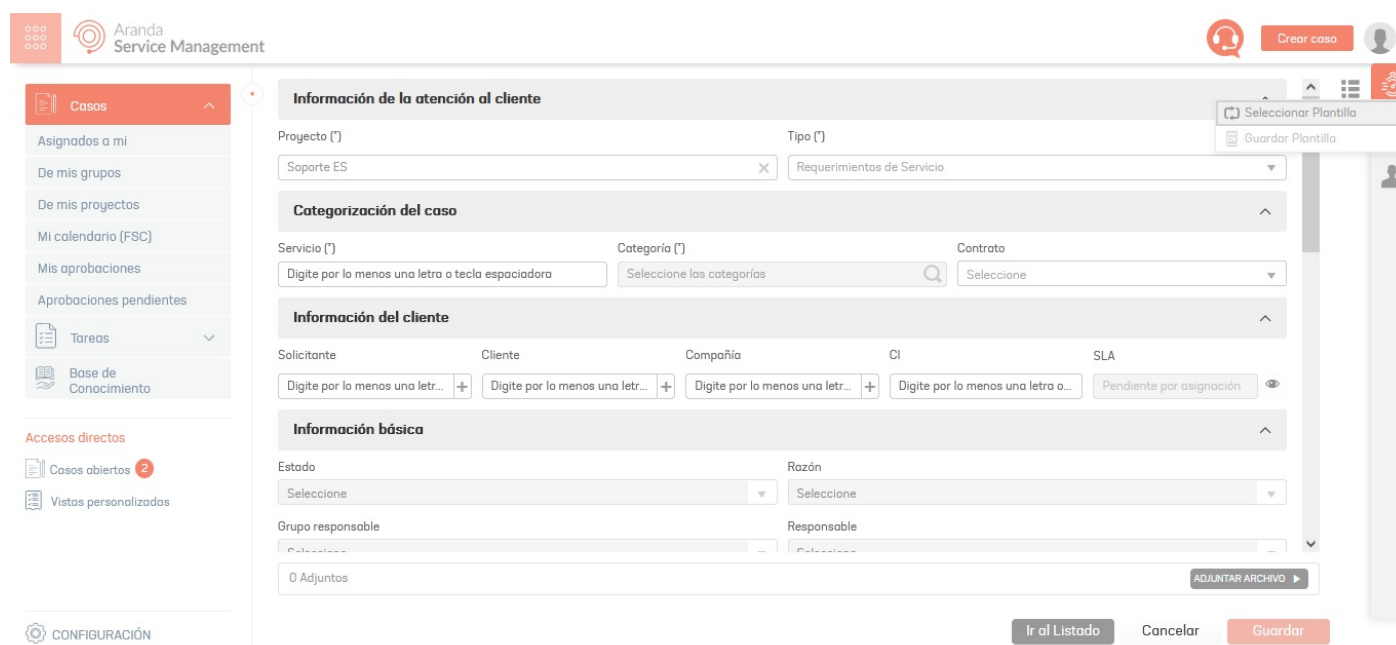 Aranda
Service Management
Crear caso
Casos
Asignados a mi
De mis grupos
De mis proyectos
Mi calendario (FSC)
Mis aprobaciones
Aprobaciones pendientes
Tareas
Base de
Conocimiento
Accesos directos
Casos abiertos 2
Vistas personalizadas
CONFIGURACIÓN
Información de la atención al cliente
Seleccionar Plantilla
Guardar Plantilla
Proyecto (*) Tipo (*)
Soporte ES Requerimientos de Servicio
Categorización del caso
Servicio (*) Categoría (*) Contrato
Digite por lo menos una letra o tecla espaciadora Seleccione las categorías Seleccione
Información del cliente
Solicitante Cliente Compañía CI SLA
Digite por lo menos una letr... Digite por lo menos una letr... Digite por lo menos una letr... Digite por lo menos una letra o... Pendiente por asignación
Información básica
Estado Razón
Seleccione Seleccione
Grupo responsable Responsable
Seleccione Seleccione
0 Adjuntos ADJUNTAR ARCHIVO
Ir al Listado Cancelar Guardar